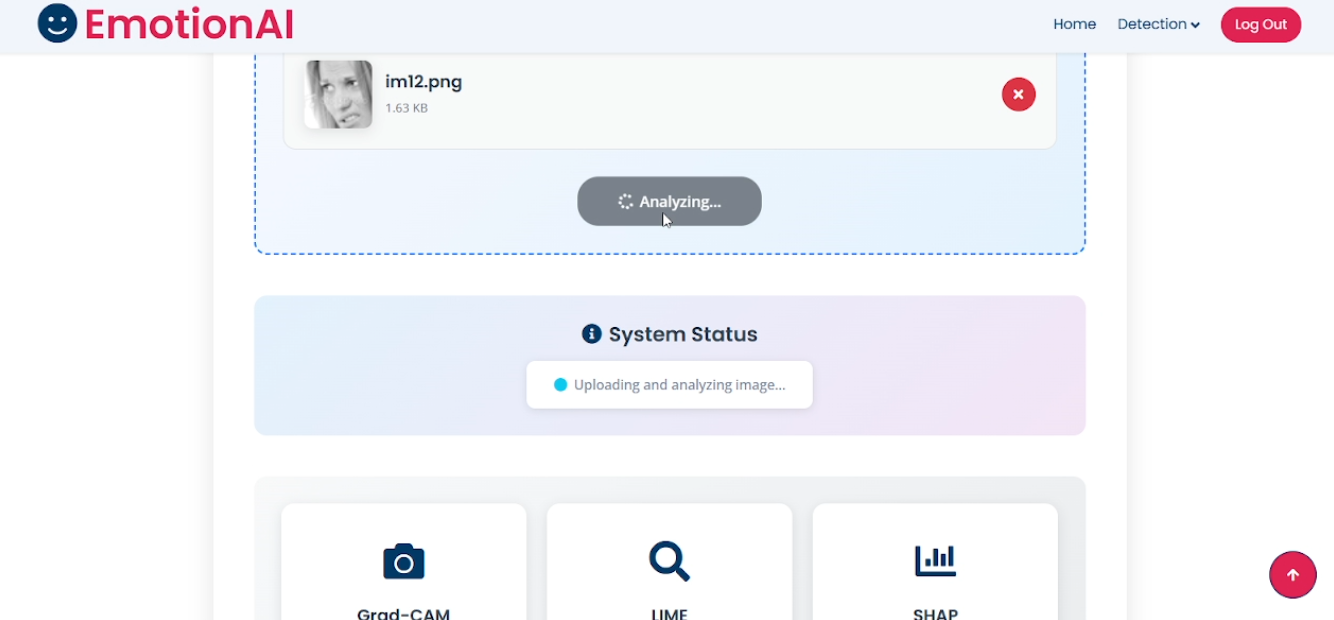 EmotionAI
Home Detection Log Out
im12.png
1.63 KB
Analyzing...
System Status
Uploading and analyzing image...
Grad-CAM LIME SHAP